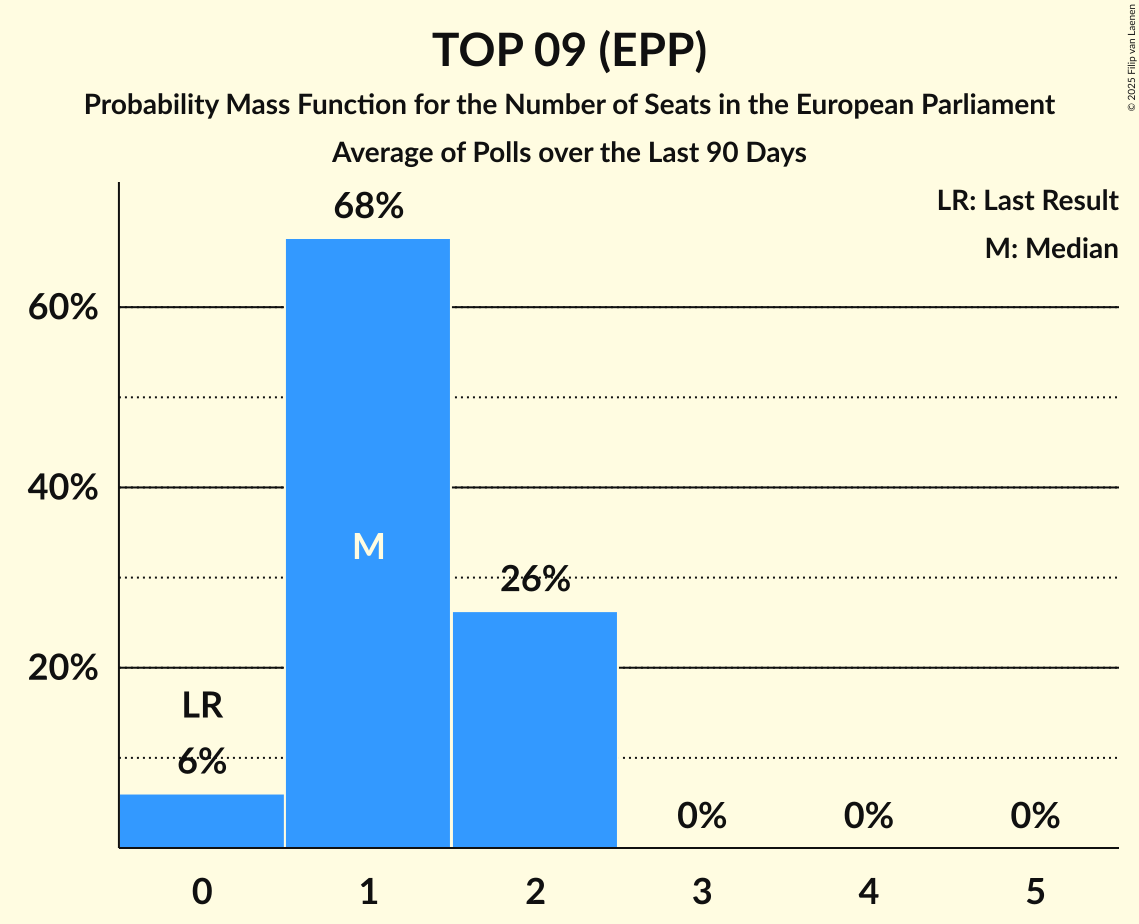 TOP 09 (EPP)
Probability Mass Function for the Number of Seats in the European Parliament
Average of Polls over the Last 90 Days
© 2025 Filip van Laenen
LR: Last Result
M: Median
68%
60%
40%
M
26%
20%
LR
6%
0% 0% 0%
0 1 2 3 4 5